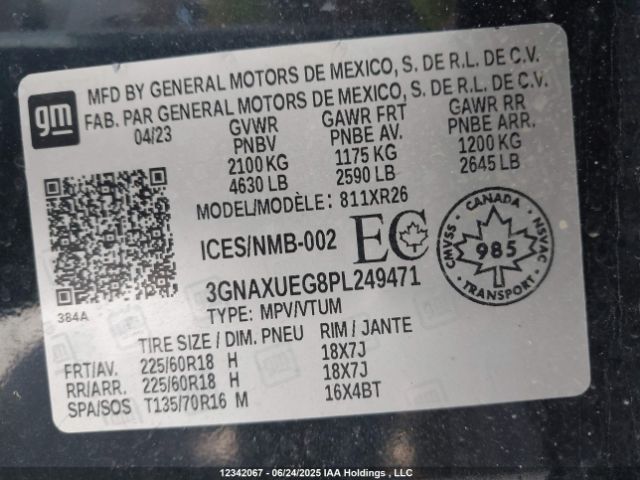 gm
MFD BY GENERAL MOTORS DE MEXICO, S. DE R.L. DE C.V.
FAB. PAR GENERAL MOTORS DE MEXICO, S. DE R.L. DE C.V.
04/23 GVWR GAWR FRT GAWR RR
PNBV PNBE AV. PNBE ARR.
2100 KG 1175 KG 1200 KG
4630 LB 2590 LB 2645 LB
MODEL/MODÈLE: 811XR26
ICES/NMB-002 EC
CANADA
CMVSS 985 NSVAC
TRANSPORT
3GNAXUEG8PL249471
384A
TYPE: MPV/VTUM
TIRE SIZE / DIM. PNEU RIM / JANTE
FRT/AV. 225/60R18 H 18X7J
RR/ARR. 225/60R18 H 18X7J
SPA/SOS T135/70R16 M 16X4BT
12342067 - 06/24/2025 IAA Holdings , LLC